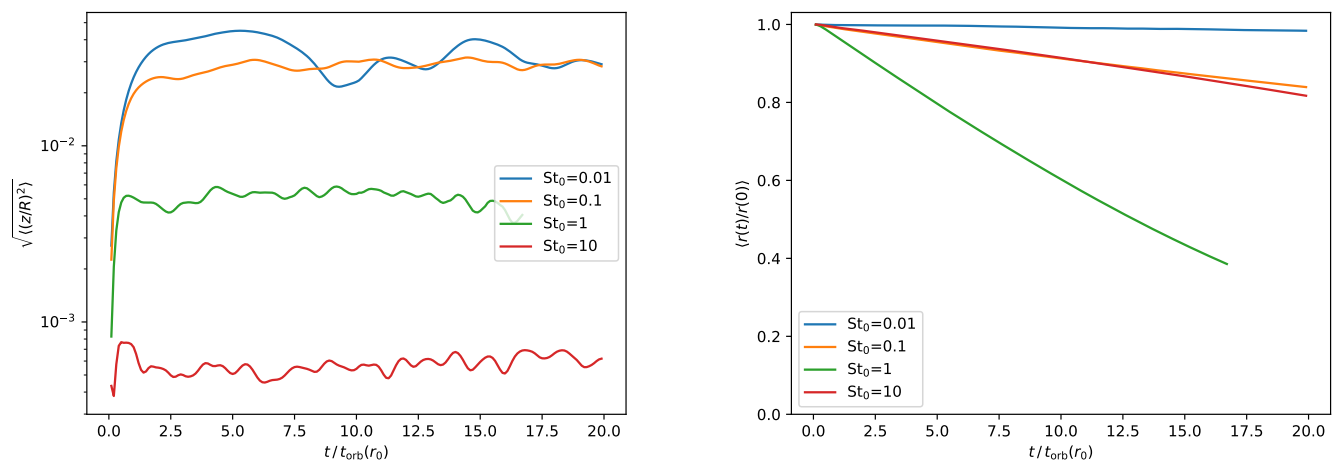 √⟨(z/R)²⟩
10⁻²
10⁻³
St₀=0.01
St₀=0.1
St₀=1
St₀=10
0.0 2.5 5.0 7.5 10.0 12.5 15.0 17.5 20.0
t / t_orb(r₀)
⟨r(t)/r(0)⟩
1.0
0.8
0.6
0.4
0.2
0.0
St₀=0.01
St₀=0.1
St₀=1
St₀=10
0.0 2.5 5.0 7.5 10.0 12.5 15.0 17.5 20.0
t / t_orb(r₀)